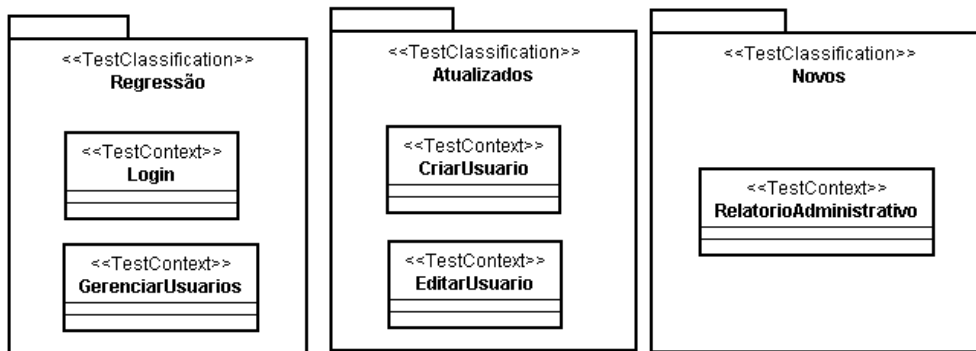 <<TestClassification>>
Regressão
<<TestContext>>
Login
<<TestContext>>
GerenciarUsuarios
<<TestClassification>>
Atualizados
<<TestContext>>
CriarUsuario
<<TestContext>>
EditarUsuario
<<TestClassification>>
Novos
<<TestContext>>
RelatorioAdministrativo